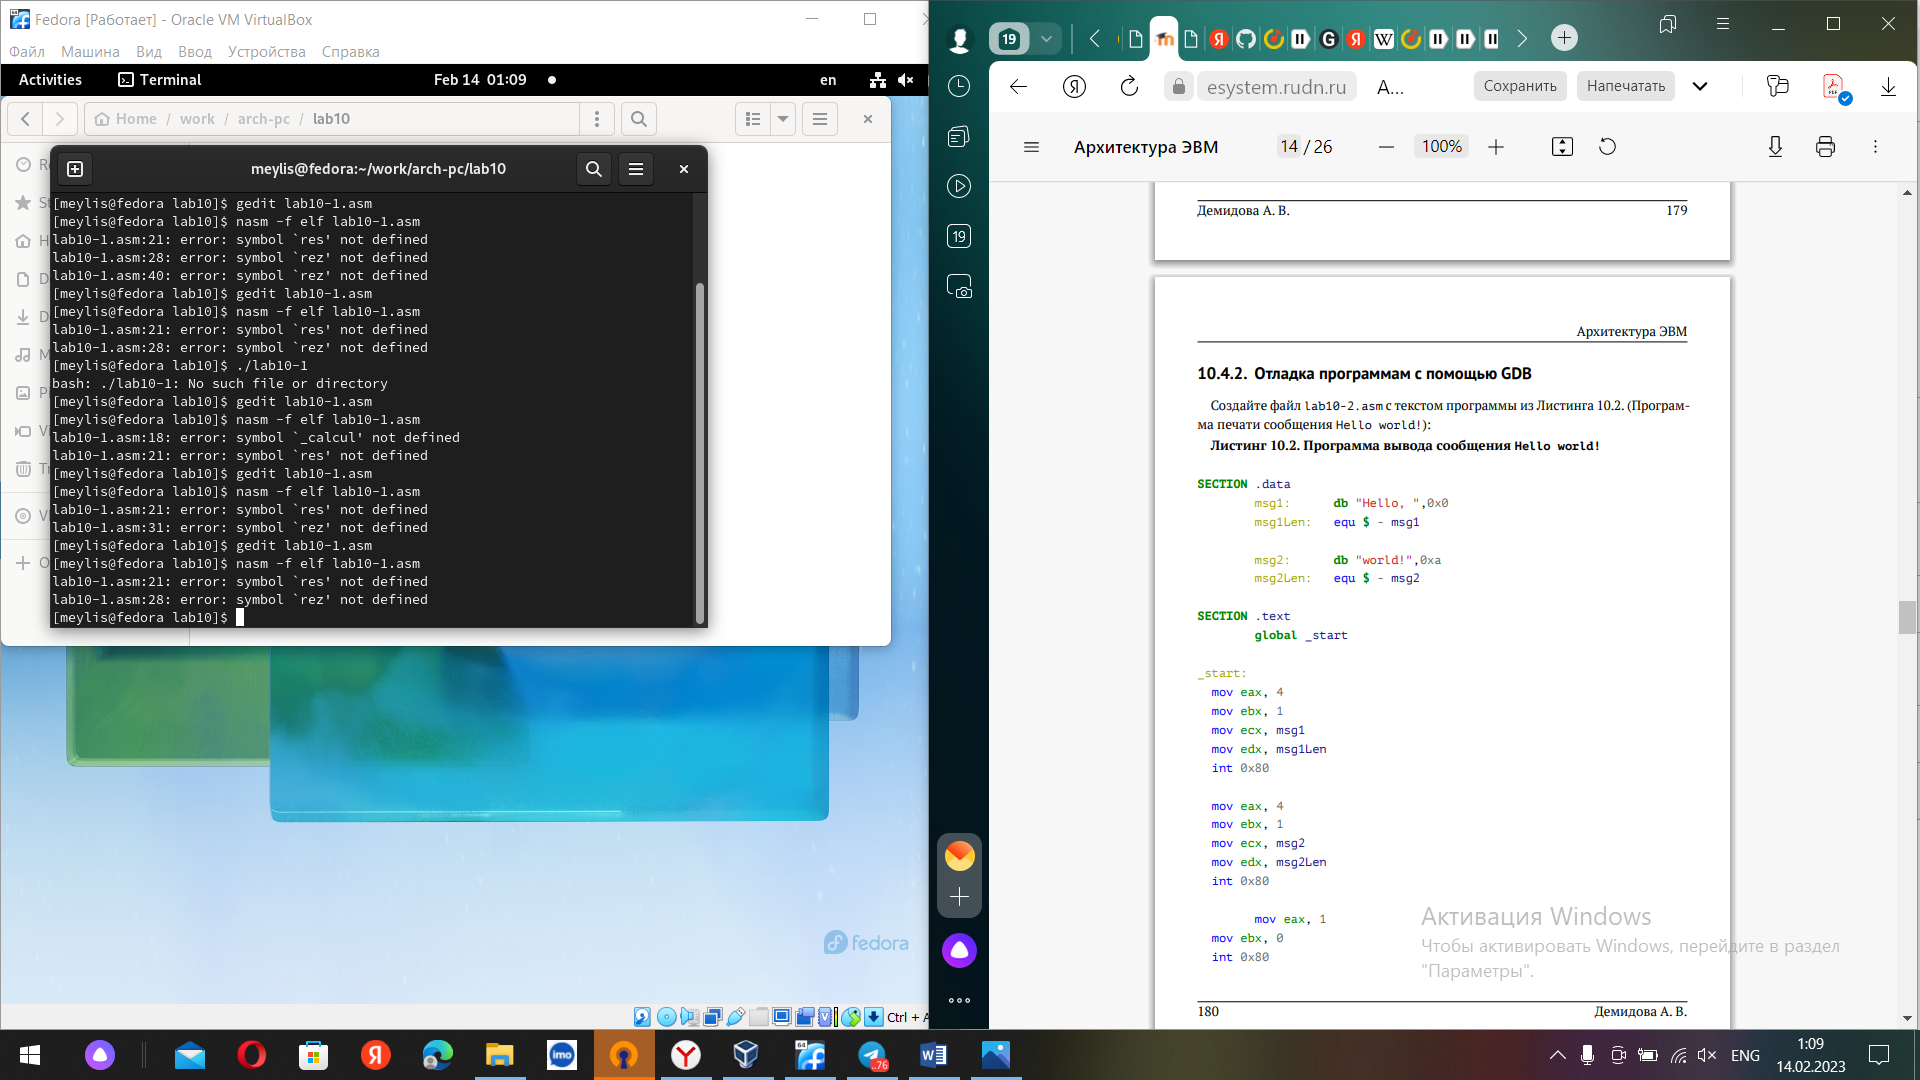 Fedora [Работает] - Oracle VM VirtualBox
Файл Машина Вид Ввод Устройства Справка
Activities Terminal Feb 14 01:09 en
Home / work / arch-pc / lab10
meylis@fedora:~/work/arch-pc/lab10
[meylis@fedora lab10]$ gedit lab10-1.asm
[meylis@fedora lab10]$ nasm -f elf lab10-1.asm
lab10-1.asm:21: error: symbol `res' not defined
lab10-1.asm:28: error: symbol `rez' not defined
lab10-1.asm:40: error: symbol `rez' not defined
[meylis@fedora lab10]$ gedit lab10-1.asm
[meylis@fedora lab10]$ nasm -f elf lab10-1.asm
lab10-1.asm:21: error: symbol `res' not defined
lab10-1.asm:28: error: symbol `rez' not defined
[meylis@fedora lab10]$ ./lab10-1
bash: ./lab10-1: No such file or directory
[meylis@fedora lab10]$ gedit lab10-1.asm
[meylis@fedora lab10]$ nasm -f elf lab10-1.asm
lab10-1.asm:18: error: symbol `_calcul' not defined
lab10-1.asm:21: error: symbol `res' not defined
[meylis@fedora lab10]$ gedit lab10-1.asm
[meylis@fedora lab10]$ nasm -f elf lab10-1.asm
lab10-1.asm:21: error: symbol `res' not defined
lab10-1.asm:31: error: symbol `rez' not defined
[meylis@fedora lab10]$ gedit lab10-1.asm
[meylis@fedora lab10]$ nasm -f elf lab10-1.asm
lab10-1.asm:21: error: symbol `res' not defined
lab10-1.asm:28: error: symbol `rez' not defined
[meylis@fedora lab10]$
fedora
Ctrl + A
19
esystem.rudn.ru А... Сохранить Напечатать
Архитектура ЭВМ 14 / 26 100%
19
Демидова А. В. 179
Архитектура ЭВМ
10.4.2. Отладка программам с помощью GDB
Создайте файл lab10-2.asm с текстом программы из Листинга 10.2. (Програм-
ма печати сообщения Hello world!):
Листинг 10.2. Программа вывода сообщения Hello world!
SECTION .data
msg1: db "Hello, ",0x0
msg1Len: equ $ - msg1
msg2: db "world!",0xa
msg2Len: equ $ - msg2
SECTION .text
global _start
_start:
mov eax, 4
mov ebx, 1
mov ecx, msg1
mov edx, msg1Len
int 0x80
mov eax, 4
mov ebx, 1
mov ecx, msg2
mov edx, msg2Len
int 0x80
mov eax, 1
mov ebx, 0
int 0x80
180 Демидова А. В.
Активация Windows
Чтобы активировать Windows, перейдите в раздел
"Параметры".
imo
64
..76
ENG
1:09
14.02.2023